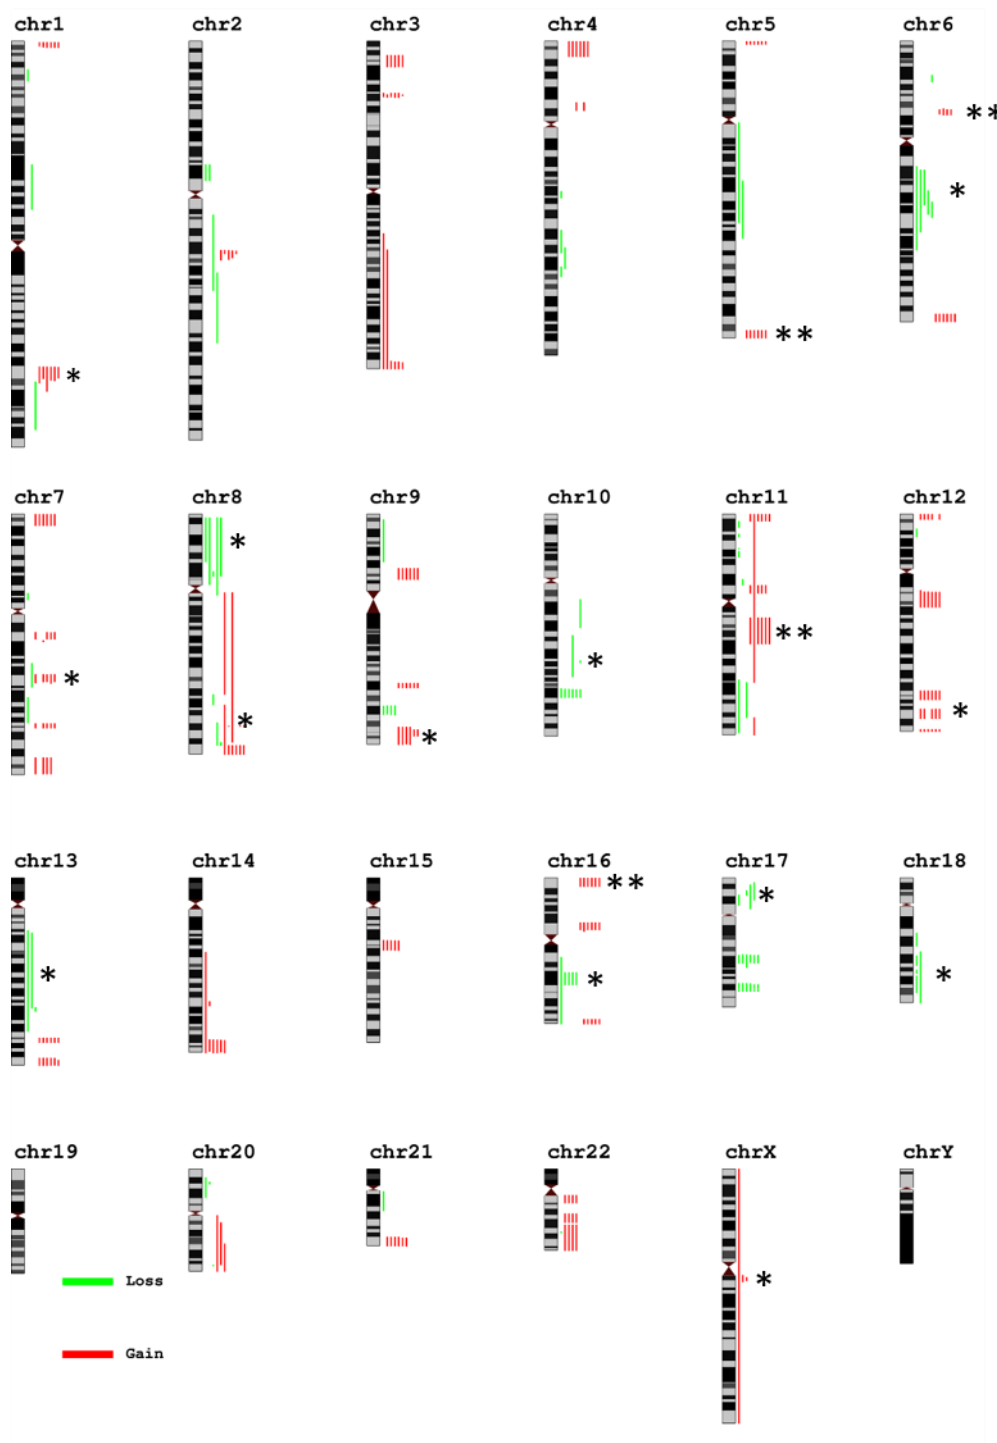 chr1 chr2 chr3 chr4 chr5 chr6
**
*
**
*
chr7 chr8 chr9 chr10 chr11 chr12
*
**
*
*
*
*
*
chr13 chr14 chr15 chr16 chr17 chr18
**
*
*
*
*
chr19 chr20 chr21 chr22 chrX chrY
*
Loss
Gain